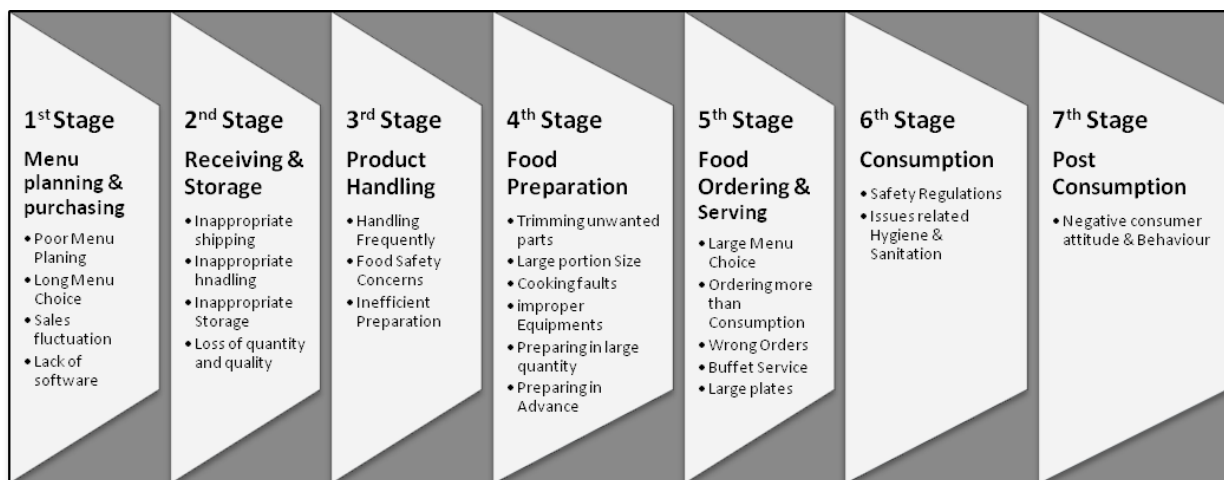 1st Stage
Menu
planning &
purchasing
• Poor Menu
Planing
• Long Menu
Choice
• Sales
fluctuation
• Lack of
software
2nd Stage
Receiving &
Storage
• Inappropriate
shipping
• Inappropriate
hnadling
• Inappropriate
Storage
• Loss of quantity
and quality
3rd Stage
Product
Handling
• Handling
Frequently
• Food Safety
Concerns
• Inefficient
Preparation
4th Stage
Food
Preparation
• Trimming unwanted
parts
• Large portion Size
• Cooking faults
• improper
Equipments
• Preparing in large
quantity
• Preparing in
Advance
5th Stage
Food
Ordering &
Serving
• Large Menu
Choice
• Ordering more
than
Consumption
• Wrong Orders
• Buffet Service
• Large plates
6th Stage
Consumption
• Safety Regulations
• Issues related
Hygiene &
Sanitation
7th Stage
Post
Consumption
• Negative consumer
attitude & Behaviour